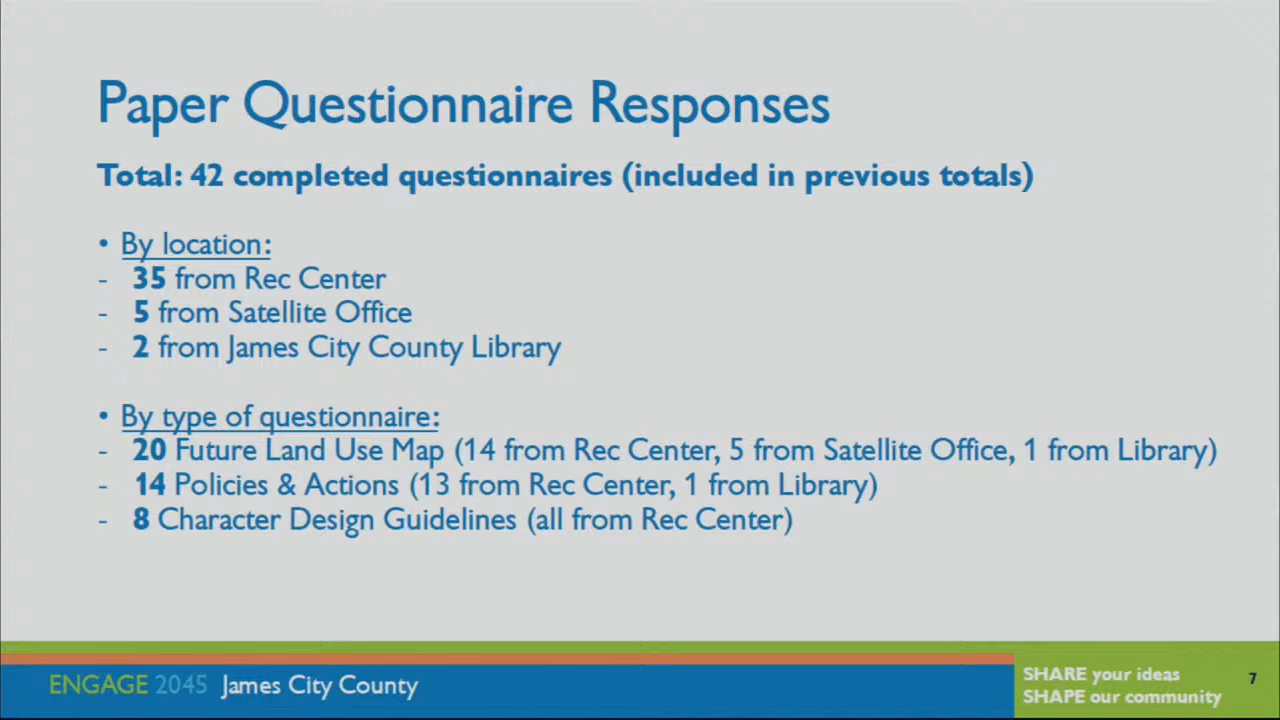 Paper Questionnaire Responses
Total: 42 completed questionnaires (included in previous totals)
• By location:
- 35 from Rec Center
- 5 from Satellite Office
- 2 from James City County Library
• By type of questionnaire:
- 20 Future Land Use Map (14 from Rec Center, 5 from Satellite Office, 1 from Library)
- 14 Policies & Actions (13 from Rec Center, 1 from Library)
- 8 Character Design Guidelines (all from Rec Center)
ENGAGE 2045 James City County
SHARE your ideas
SHAPE our community
7